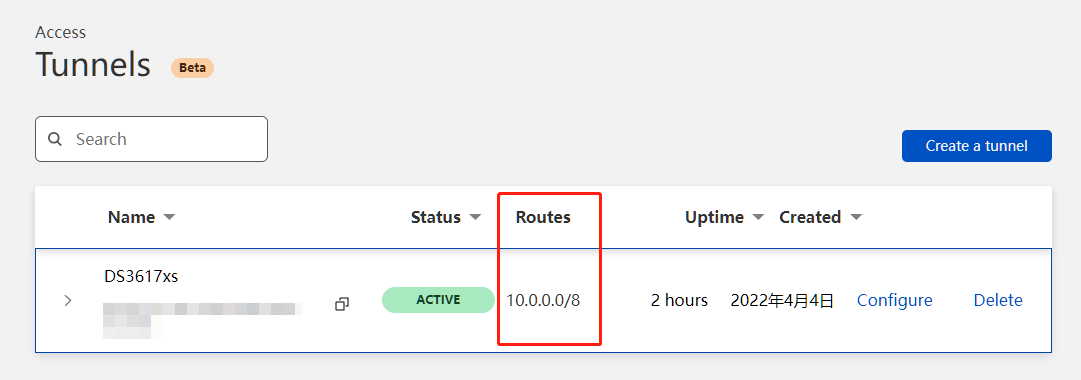 Access
Tunnels Beta
Search
Create a tunnel
Name Status Routes Uptime Created
DS3617xs
ACTIVE 10.0.0.0/8 2 hours 2022年4月4日 Configure Delete